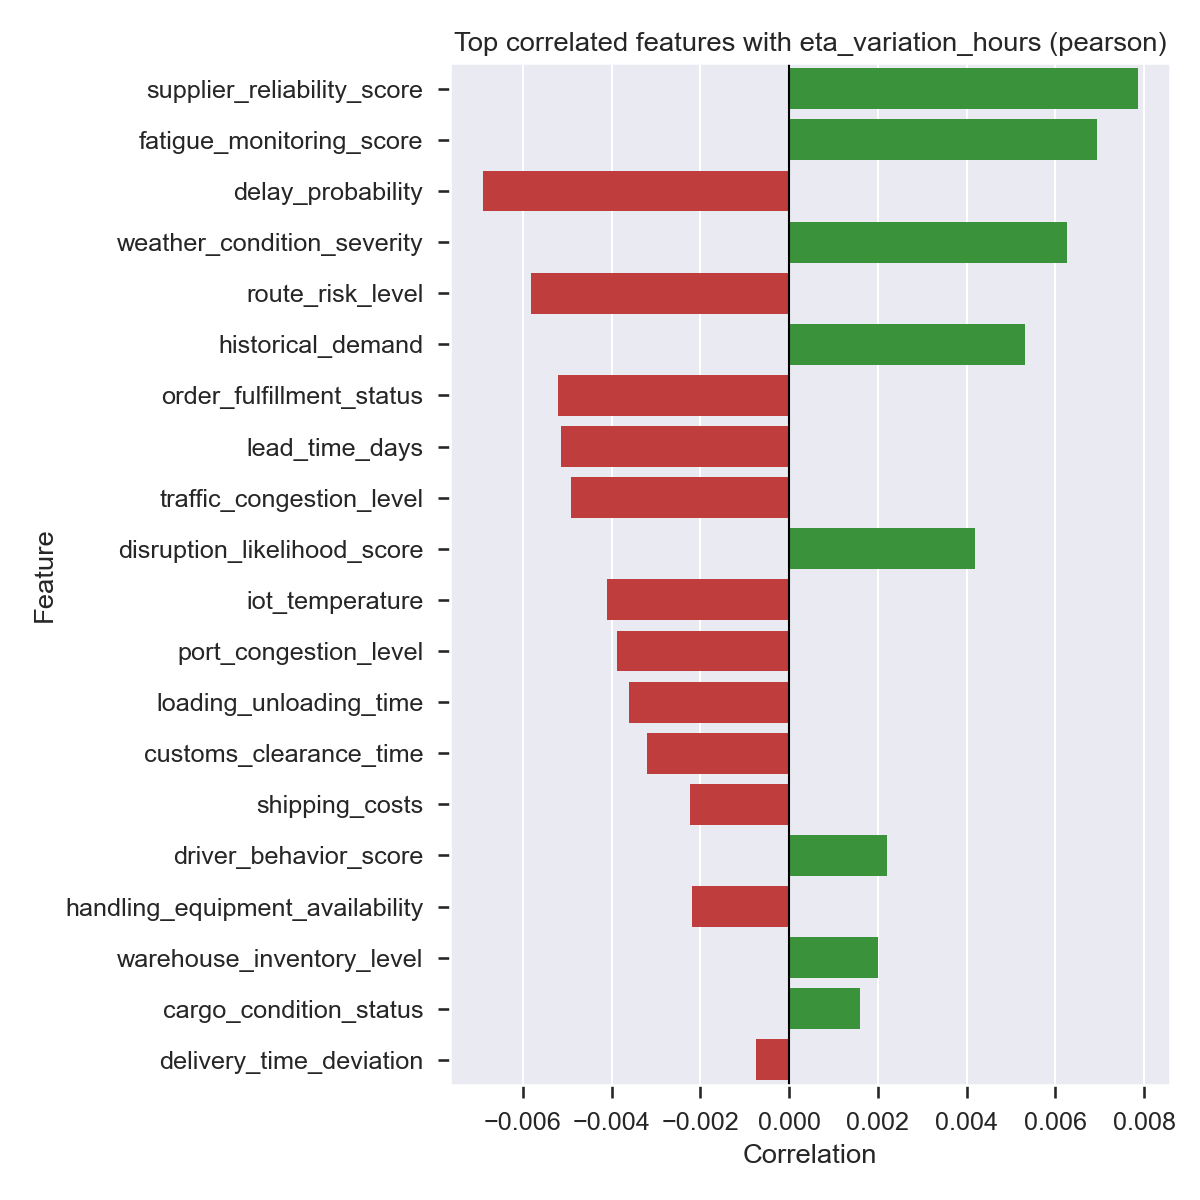 Top correlated features with eta_variation_hours (pearson)
supplier_reliability_score
fatigue_monitoring_score
delay_probability
weather_condition_severity
route_risk_level
historical_demand
order_fulfillment_status
lead_time_days
traffic_congestion_level
disruption_likelihood_score
iot_temperature
port_congestion_level
loading_unloading_time
customs_clearance_time
shipping_costs
driver_behavior_score
handling_equipment_availability
warehouse_inventory_level
cargo_condition_status
delivery_time_deviation
Feature
−0.006 −0.004 −0.002 0.000 0.002 0.004 0.006 0.008
Correlation